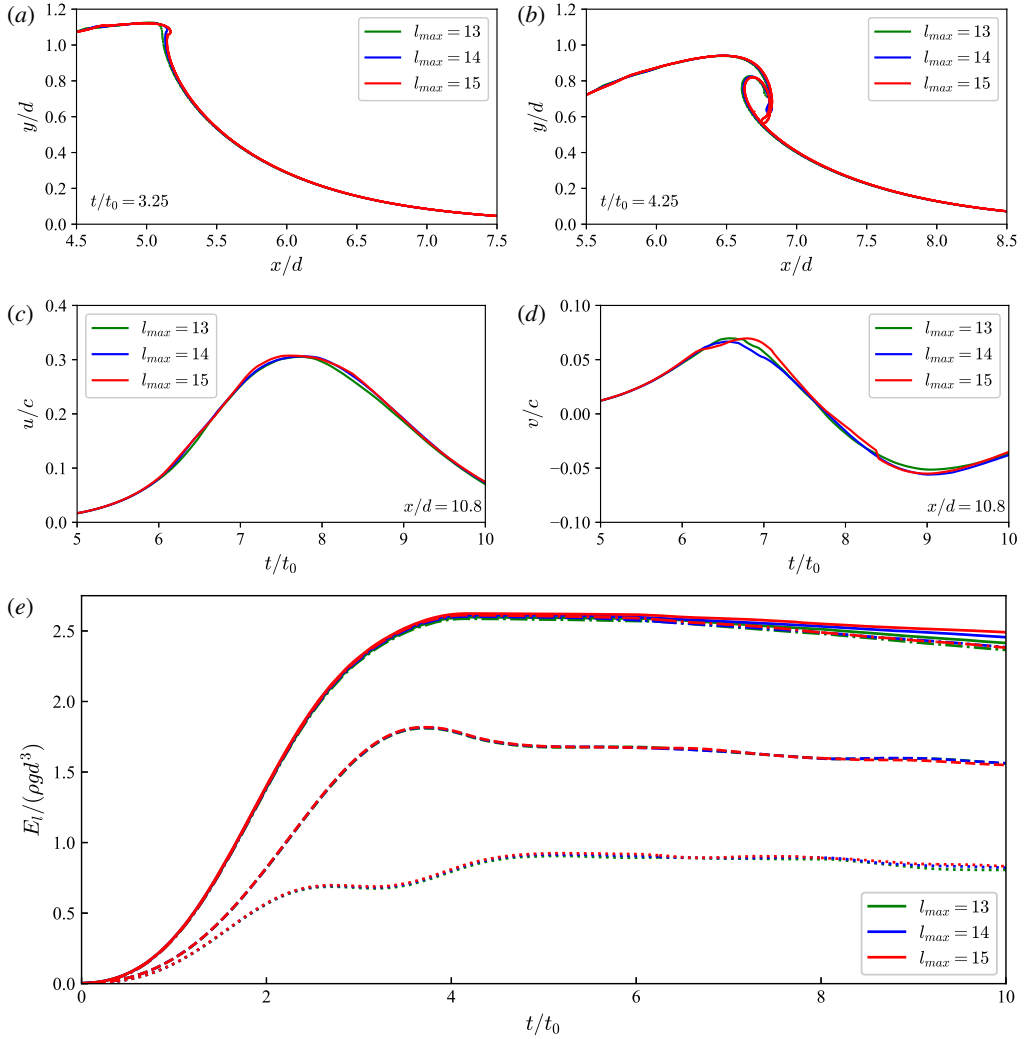 (a)
1.2
1.0
0.8
0.6
0.4
0.2
0.0
y/d
l_max = 13
l_max = 14
l_max = 15
t/t_0 = 3.25
4.5 5.0 5.5 6.0 6.5 7.0 7.5
x/d
(b)
1.2
1.0
0.8
0.6
0.4
0.2
0.0
y/d
l_max = 13
l_max = 14
l_max = 15
t/t_0 = 4.25
5.5 6.0 6.5 7.0 7.5 8.0 8.5
x/d
(c)
0.4
0.3
0.2
0.1
0.0
u/c
l_max = 13
l_max = 14
l_max = 15
x/d = 10.8
5 6 7 8 9 10
t/t_0
(d)
0.10
0.05
0.00
−0.05
−0.10
v/c
l_max = 13
l_max = 14
l_max = 15
x/d = 10.8
5 6 7 8 9 10
t/t_0
(e)
2.5
2.0
1.5
1.0
0.5
0.0
E_l/(ρgd^3)
l_max = 13
l_max = 14
l_max = 15
0 2 4 6 8 10
t/t_0